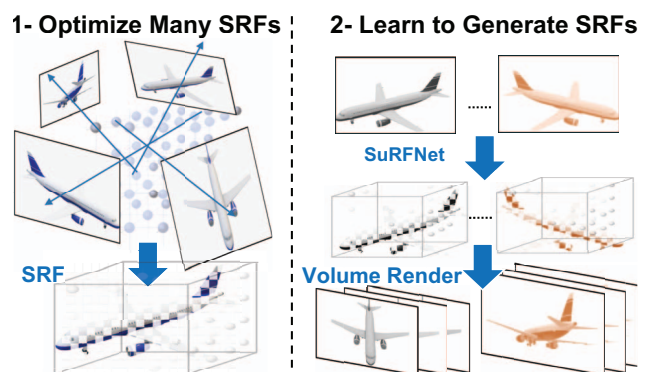 1- Optimize Many SRFs
2- Learn to Generate SRFs
......
SuRFNet
......
SRF
Volume Render